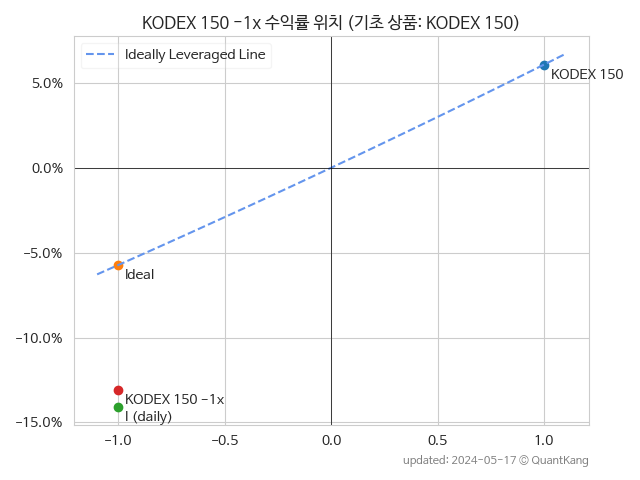 KODEX 150 -1x 수익률 위치 (기초 상품: KODEX 150)
Ideally Leveraged Line
5.0%
KODEX 150
0.0%
-5.0%
Ideal
-10.0%
KODEX 150 -1x
I (daily)
-15.0%
-1.0 -0.5 0.0 0.5 1.0
updated: 2024-05-17 © QuantKang